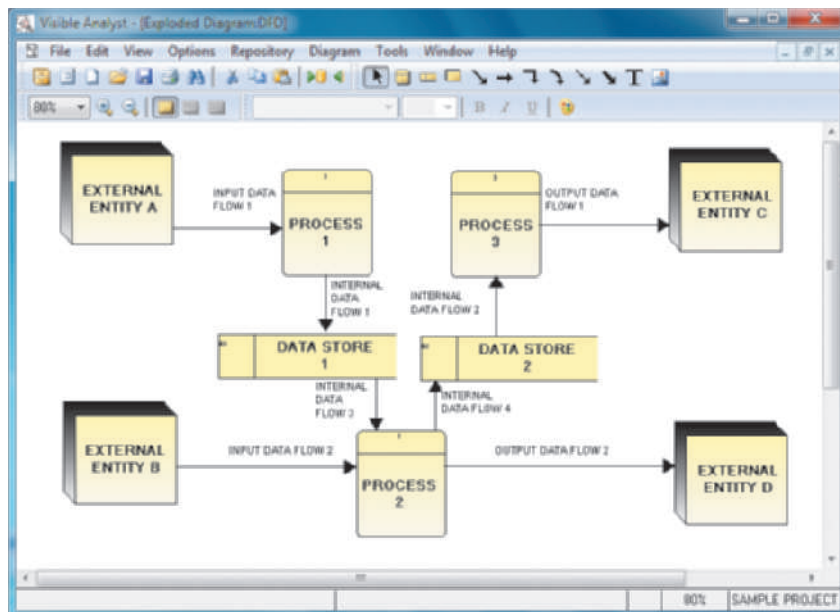 Visible Analyst - [Exploded Diagram.DFD]
File Edit View Options Repository Diagram Tools Window Help
80%
B I U
EXTERNAL
ENTITY A
INPUT DATA
FLOW 1
PROCESS
1
PROCESS
3
OUTPUT DATA
FLOW 1
EXTERNAL
ENTITY C
INTERNAL
DATA
FLOW 1
INTERNAL
DATA FLOW 2
DATA STORE
1
DATA STORE
2
INTERNAL
DATA
FLOW 3
INTERNAL
DATA FLOW 4
EXTERNAL
ENTITY B
INPUT DATA FLOW 2
PROCESS
2
OUTPUT DATA FLOW 2
EXTERNAL
ENTITY D
80% SAMPLE PROJECT